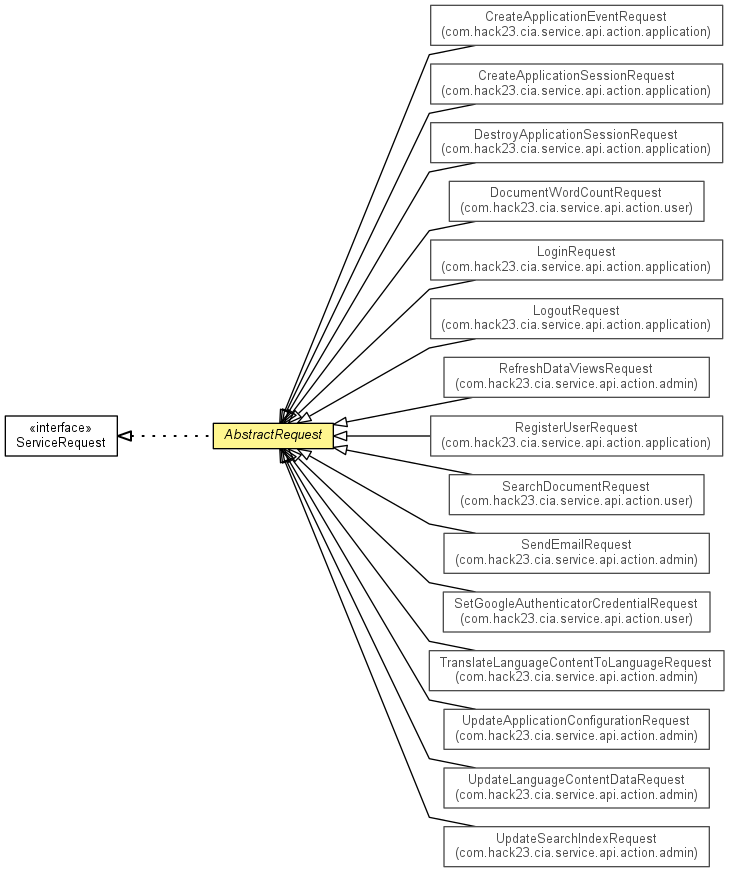 CreateApplicationEventRequest
(com.hack23.cia.service.api.action.application)
CreateApplicationSessionRequest
(com.hack23.cia.service.api.action.application)
DestroyApplicationSessionRequest
(com.hack23.cia.service.api.action.application)
DocumentWordCountRequest
(com.hack23.cia.service.api.action.user)
LoginRequest
(com.hack23.cia.service.api.action.application)
LogoutRequest
(com.hack23.cia.service.api.action.application)
RefreshDataViewsRequest
(com.hack23.cia.service.api.action.admin)
«interface»
ServiceRequest
AbstractRequest
RegisterUserRequest
(com.hack23.cia.service.api.action.application)
SearchDocumentRequest
(com.hack23.cia.service.api.action.user)
SendEmailRequest
(com.hack23.cia.service.api.action.admin)
SetGoogleAuthenticatorCredentialRequest
(com.hack23.cia.service.api.action.user)
TranslateLanguageContentToLanguageRequest
(com.hack23.cia.service.api.action.admin)
UpdateApplicationConfigurationRequest
(com.hack23.cia.service.api.action.admin)
UpdateLanguageContentDataRequest
(com.hack23.cia.service.api.action.admin)
UpdateSearchIndexRequest
(com.hack23.cia.service.api.action.admin)